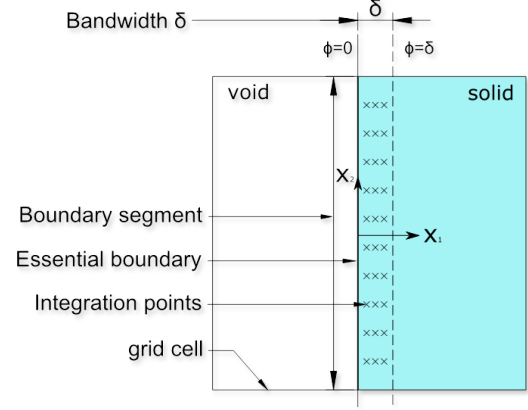 Bandwidth δ
δ
ϕ=0
ϕ=δ
void
solid
x₂
Boundary segment
x₁
Essential boundary
Integration points
grid cell